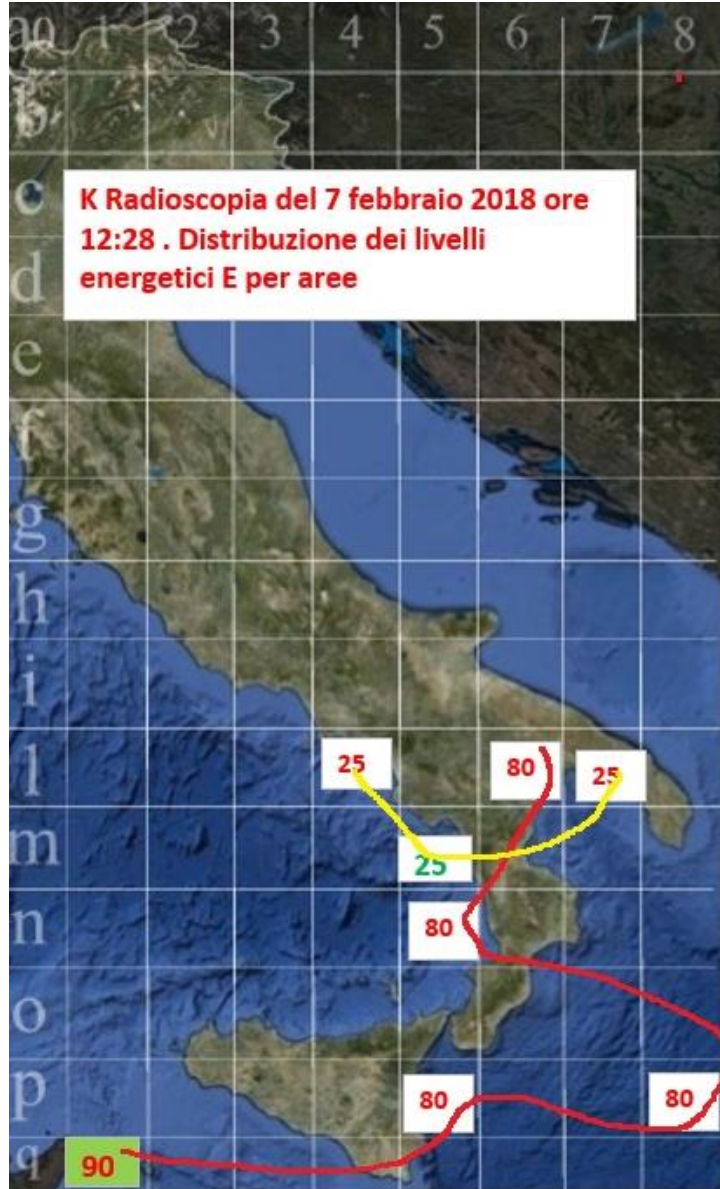 a0 1 2 3 4 5 6 7 8
b
c
K Radioscopia del 7 febbraio 2018 ore
12:28 . Distribuzione dei livelli
energetici E per aree
d
e
f
g
h
i
l
25 80 25
m
25
n
80
o
p
80 80
q
90